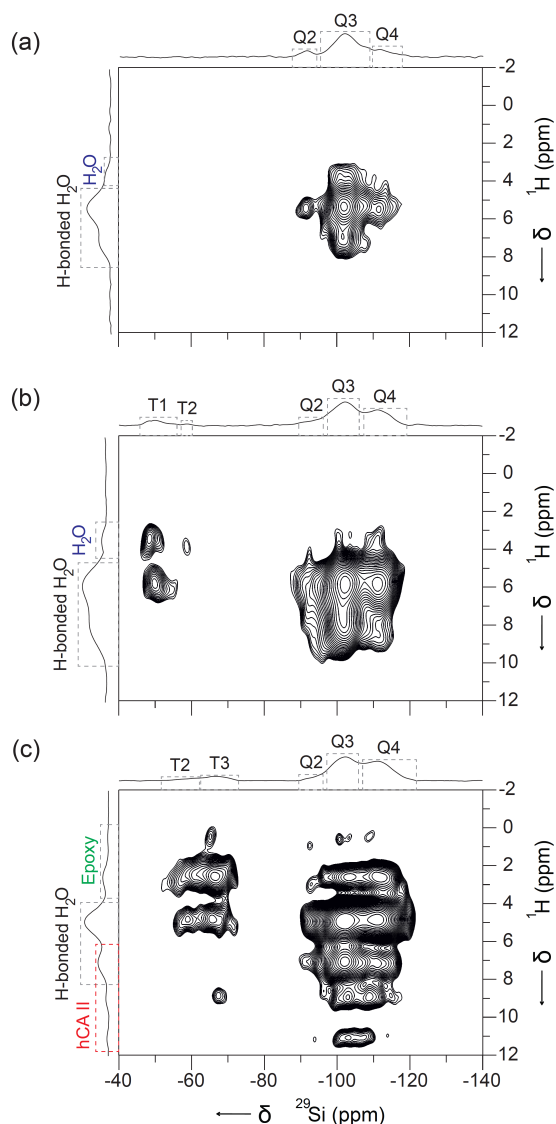 (a)
Q2 Q3 Q4
H-bonded H₂O
H₂O
-2
0
2
4
6
8
10
12
¹H (ppm)
δ
(b)
T1 T2 Q2 Q3 Q4
H-bonded H₂O
H₂O
-2
0
2
4
6
8
10
12
¹H (ppm)
δ
(c)
T2 T3 Q2 Q3 Q4
Epoxy
H-bonded H₂O
hCA II
-2
0
2
4
6
8
10
12
¹H (ppm)
δ
-40 -60 -80 -100 -120 -140
δ ²⁹Si (ppm)